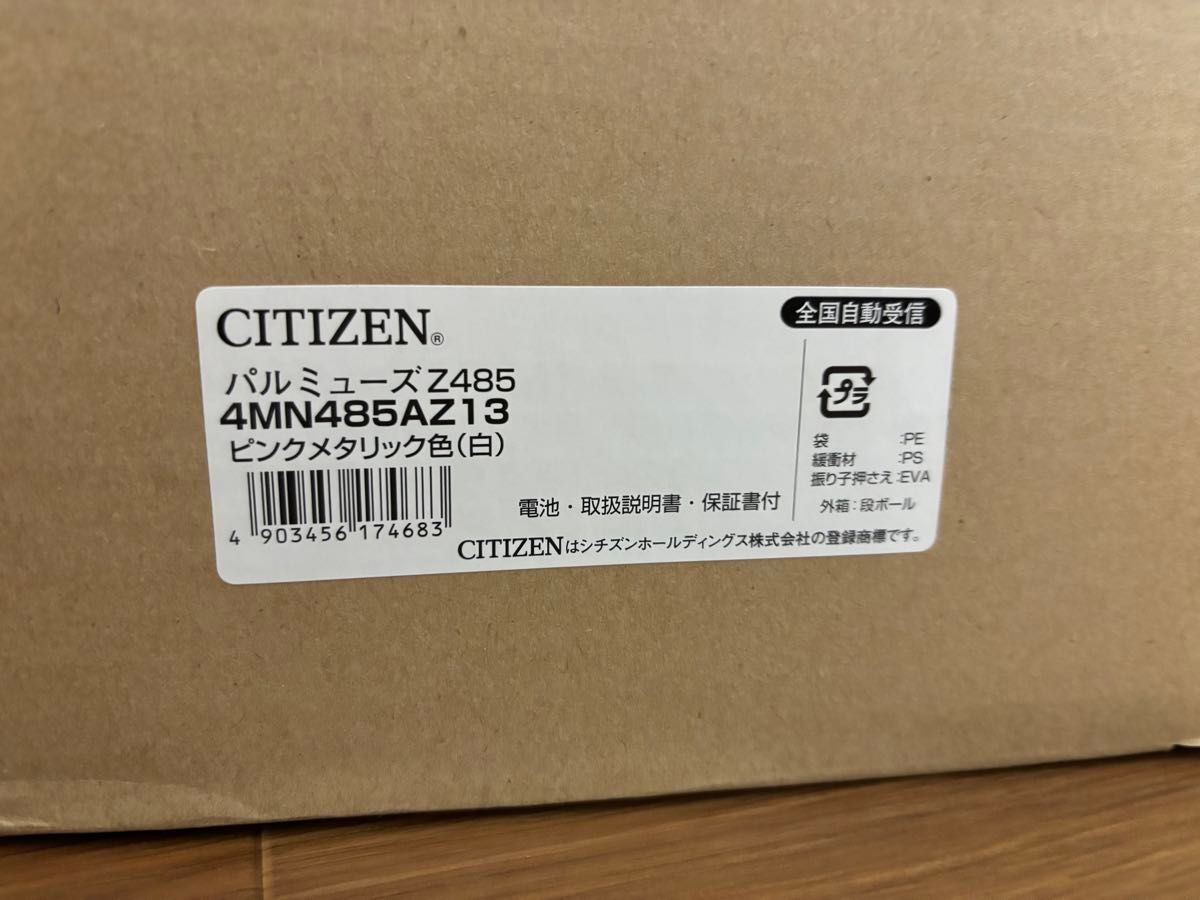 CITIZEN®
パルミューズZ485
4MN485AZ13
ピンクメタリック色(白)
4 903456 174683
電池・取扱説明書・保証書付
CITIZENはシチズンホールディングス株式会社の登録商標です。
全国自動受信
プラ
袋 :PE
緩衝材 :PS
振り子押さえ:EVA
外箱:段ボール